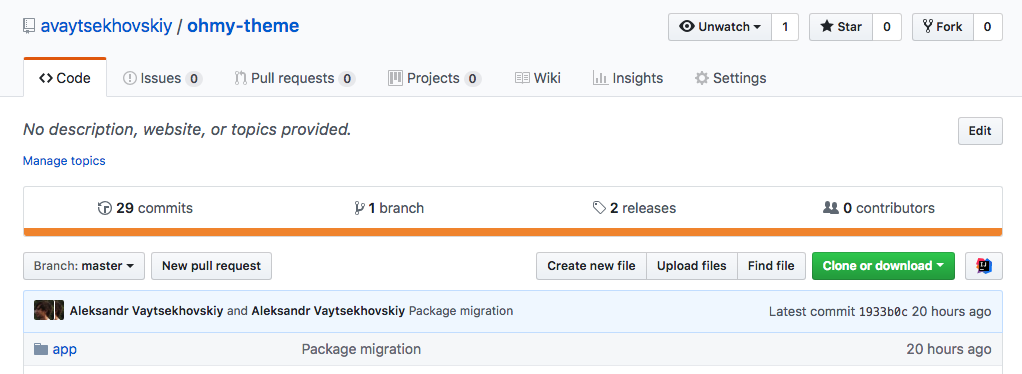 avaytsekhovskiy / ohmy-theme
Unwatch 1 Star 0 Fork 0
Code Issues 0 Pull requests 0 Projects 0 Wiki Insights Settings
No description, website, or topics provided.
Edit
Manage topics
29 commits 1 branch 2 releases 0 contributors
Branch: master New pull request Create new file Upload files Find file Clone or download
Aleksandr Vaytsekhovskiy and Aleksandr Vaytsekhovskiy Package migration Latest commit 1933b0c 20 hours ago
app Package migration 20 hours ago